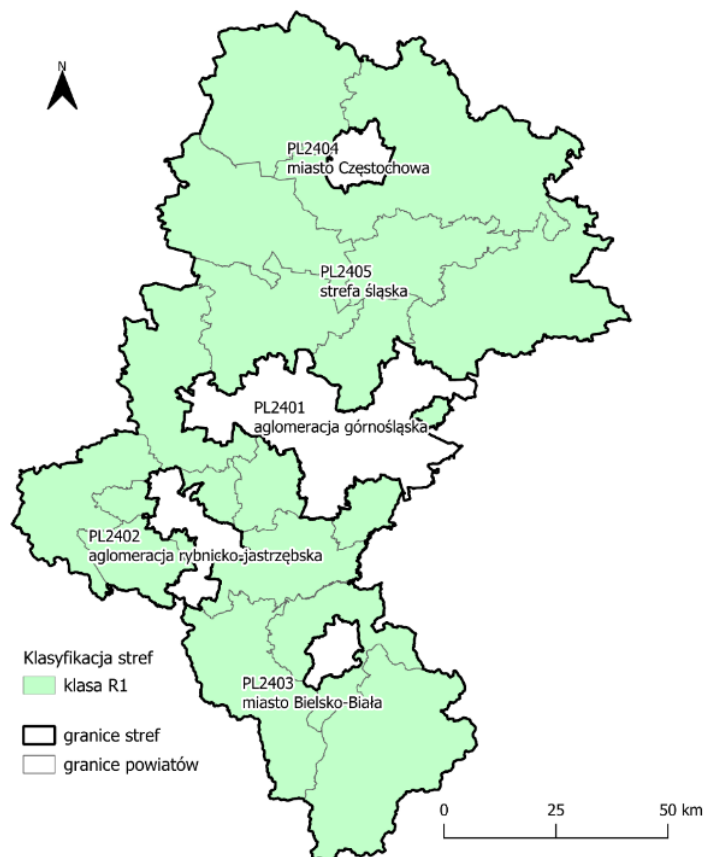 N
PL2404
miasto Częstochowa
PL2405
strefa śląska
PL2401
aglomeracja górnośląska
PL2402
aglomeracja rybnicko-jastrzębska
PL2403
miasto Bielsko-Biała
Klasyfikacja stref
klasa R1
granice stref
granice powiatów
0 25 50 km